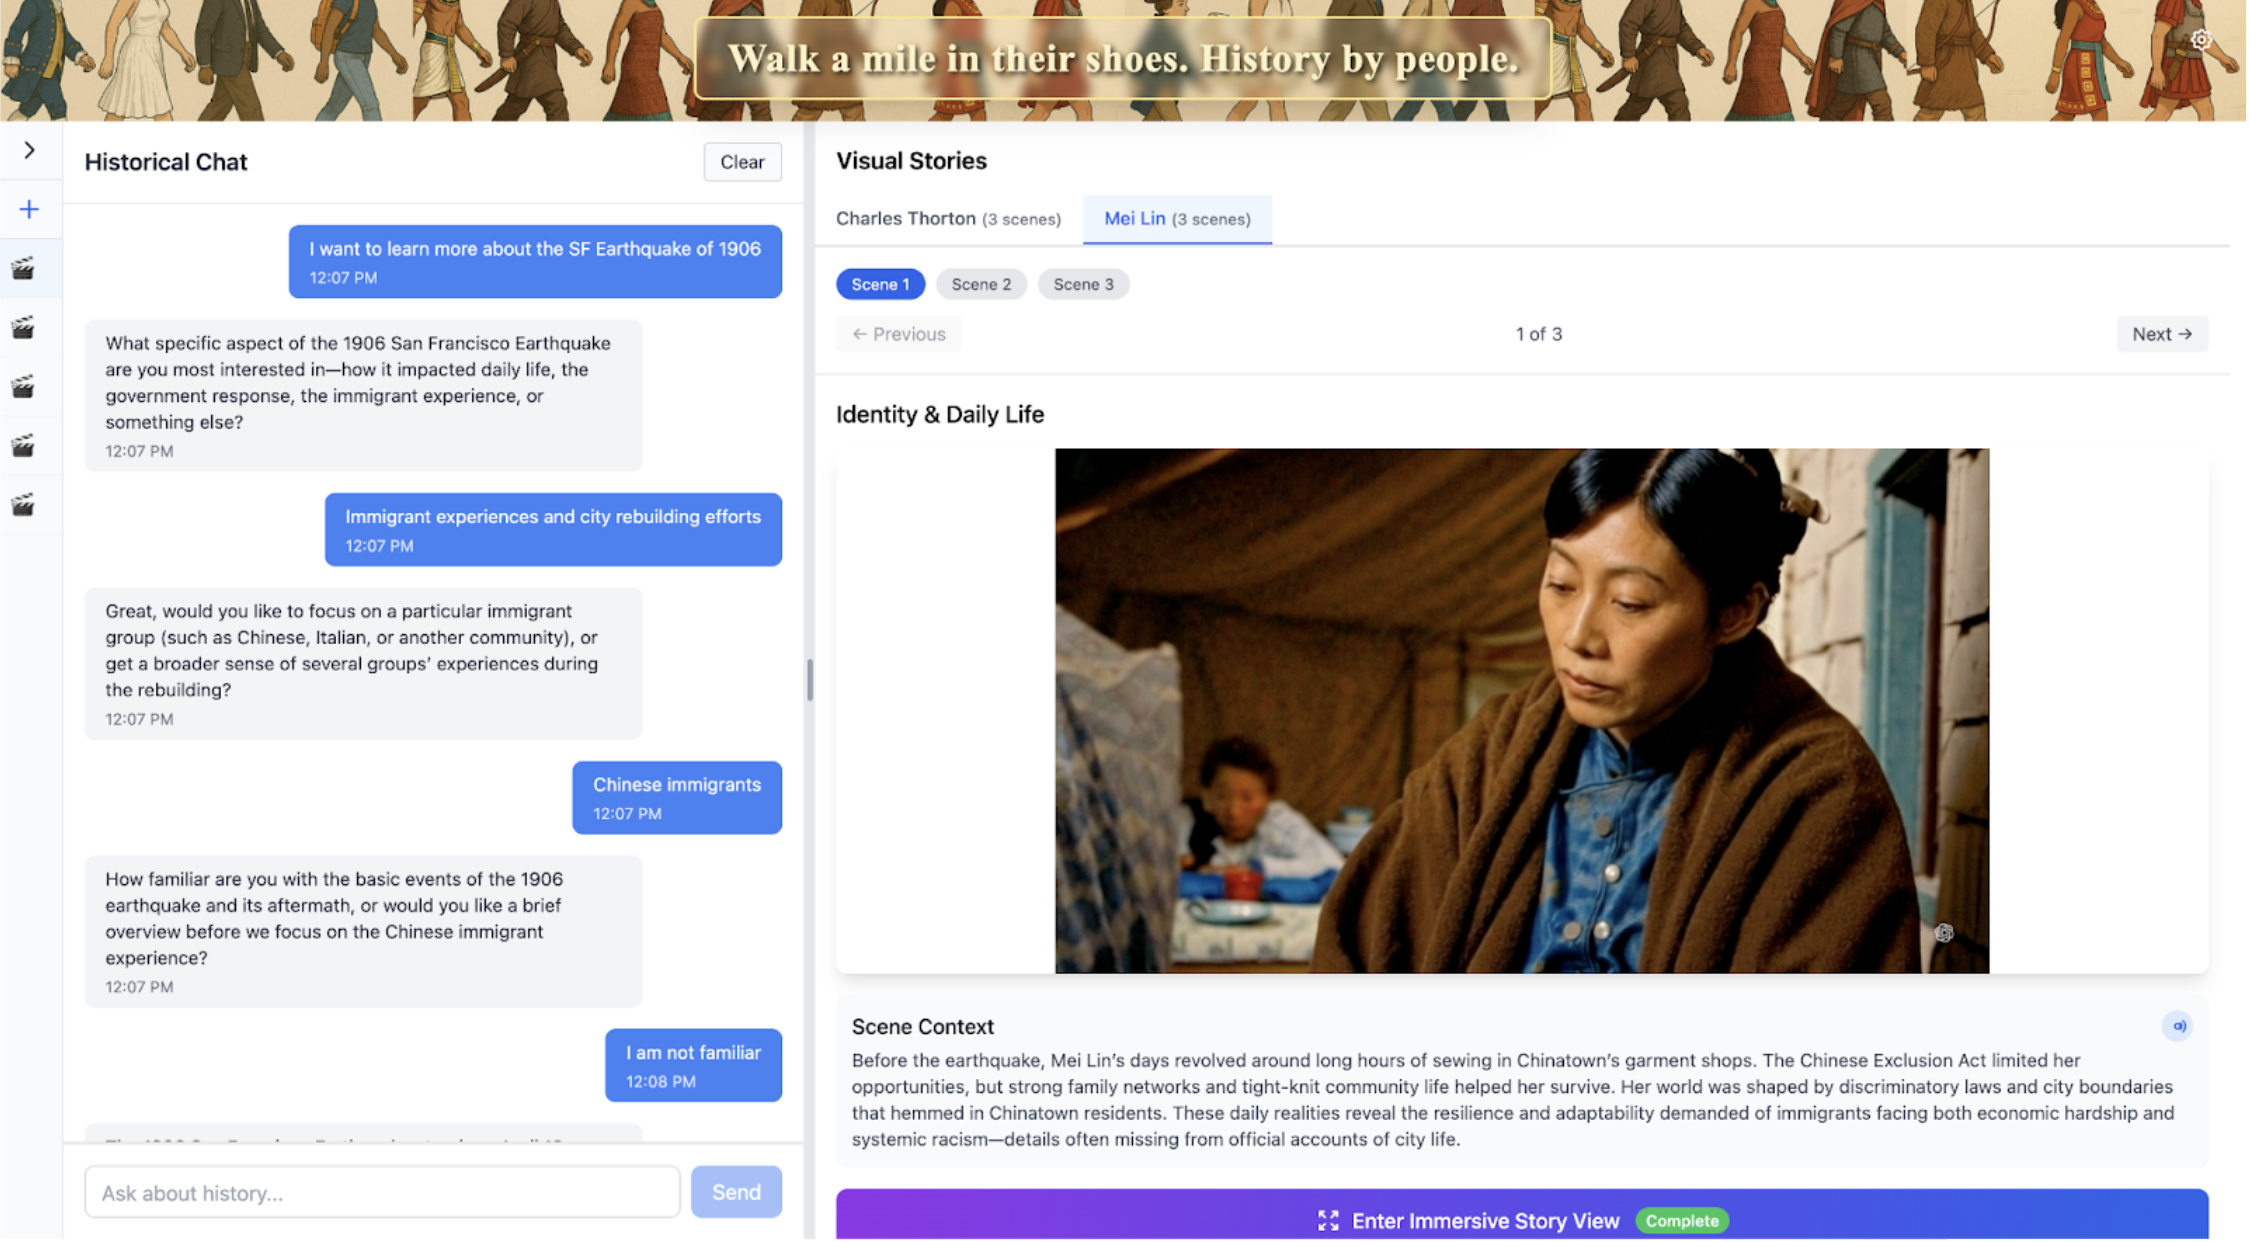 Walk a mile in their shoes. History by people.
Historical Chat
Clear
I want to learn more about the SF Earthquake of 1906
12:07 PM
What specific aspect of the 1906 San Francisco Earthquake
are you most interested in—how it impacted daily life, the
government response, the immigrant experience, or
something else?
12:07 PM
Immigrant experiences and city rebuilding efforts
12:07 PM
Great, would you like to focus on a particular immigrant
group (such as Chinese, Italian, or another community), or
get a broader sense of several groups’ experiences during
the rebuilding?
12:07 PM
Chinese immigrants
12:07 PM
How familiar are you with the basic events of the 1906
earthquake and its aftermath, or would you like a brief
overview before we focus on the Chinese immigrant
experience?
12:07 PM
I am not familiar
12:08 PM
Ask about history...
Send
Visual Stories
Charles Thorton (3 scenes)
Mei Lin (3 scenes)
Scene 1
Scene 2
Scene 3
← Previous
1 of 3
Next →
Identity & Daily Life
Scene Context
Before the earthquake, Mei Lin’s days revolved around long hours of sewing in Chinatown’s garment shops. The Chinese Exclusion Act limited her
opportunities, but strong family networks and tight-knit community life helped her survive. Her world was shaped by discriminatory laws and city boundaries
that hemmed in Chinatown residents. These daily realities reveal the resilience and adaptability demanded of immigrants facing both economic hardship and
systemic racism—details often missing from official accounts of city life.
Enter Immersive Story View
Complete